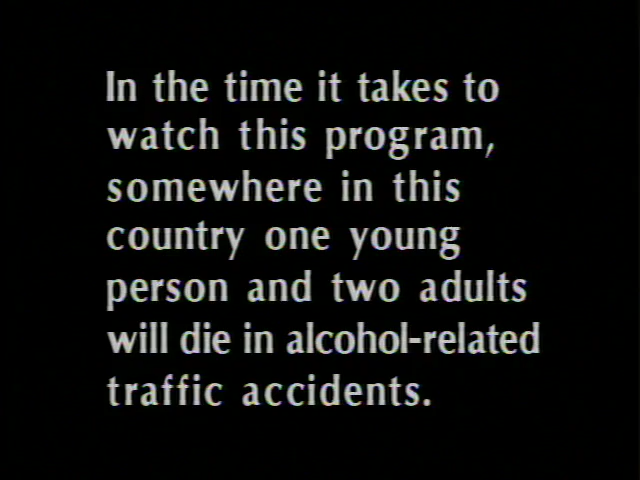 In the time it takes to
watch this program,
somewhere in this
country one young
person and two adults
will die in alcohol-related
traffic accidents.